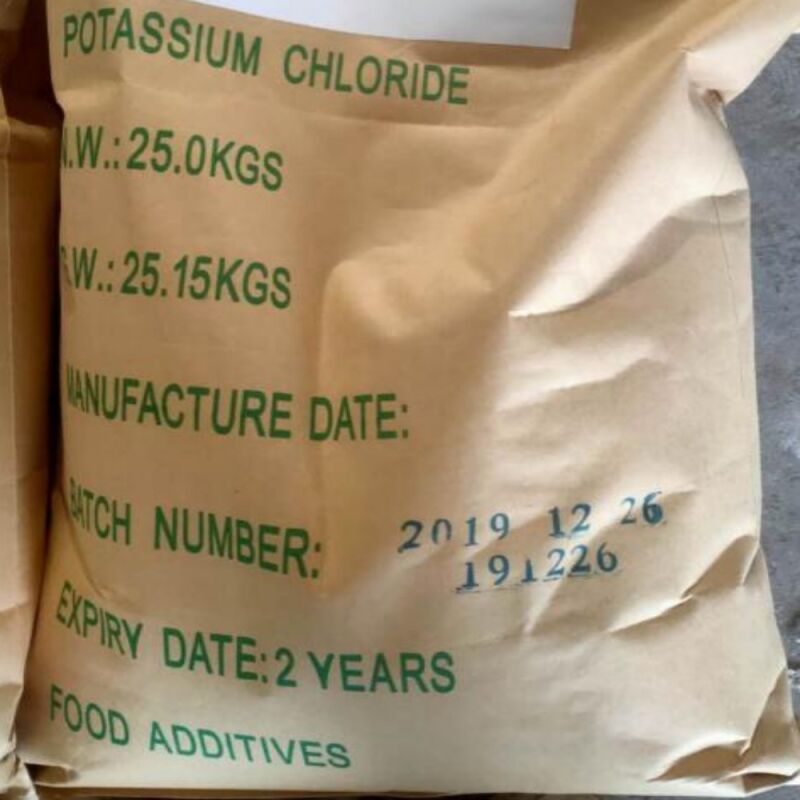 POTASSIUM CHLORIDE
N.W.: 25.0KGS
G.W.: 25.15KGS
MANUFACTURE DATE:
BATCH NUMBER: 2019 12 26
191226
EXPIRY DATE: 2 YEARS
FOOD ADDITIVES